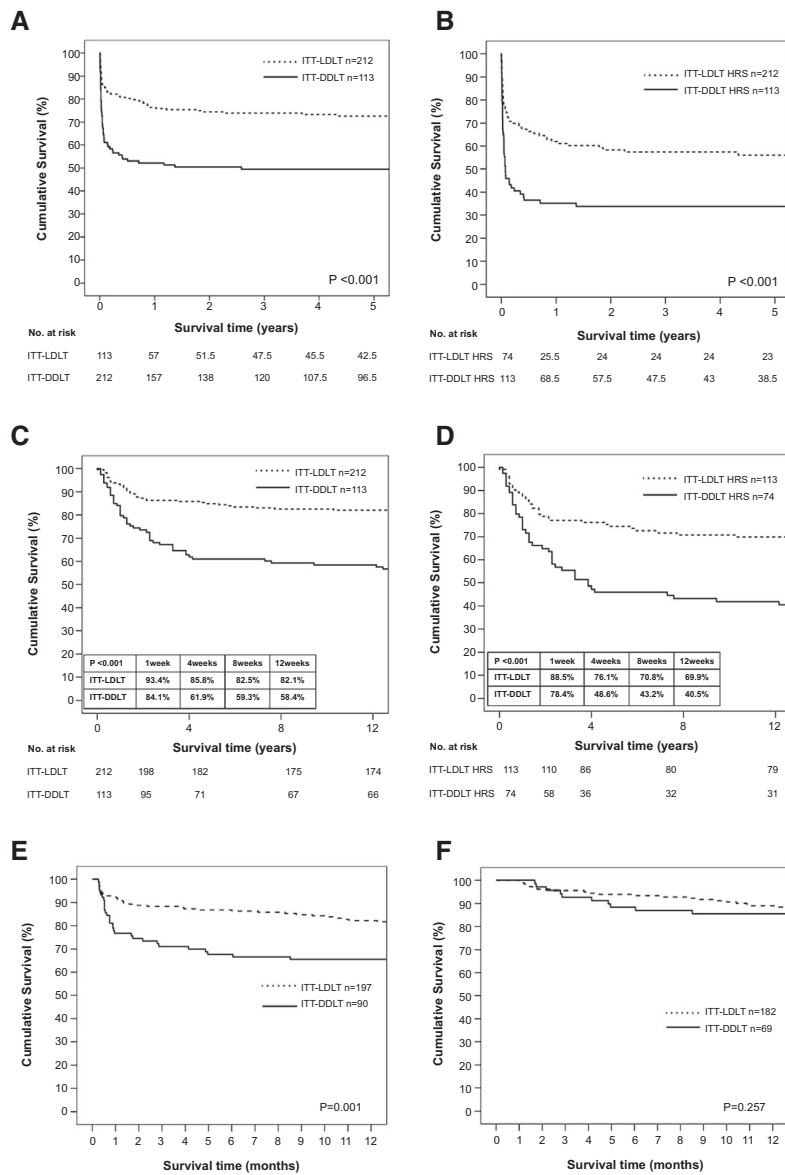 A
Cumulative Survival (%)
100
90
80
70
60
50
40
30
20
10
0
ITT-LDLT n=212
ITT-DDLT n=113
P <0.001
0 1 2 3 4 5
Survival time (years)
No. at risk
ITT-LDLT 113 57 51.5 47.5 45.5 42.5
ITT-DDLT 212 157 138 120 107.5 96.5
B
Cumulative Survival (%)
100
90
80
70
60
50
40
30
20
10
0
ITT-LDLT HRS n=212
ITT-DDLT HRS n=113
P <0.001
0 1 2 3 4 5
Survival time (years)
No. at risk
ITT-LDLT HRS 74 25.5 24 24 24 23
ITT-DDLT HRS 113 68.5 57.5 47.5 43 38.5
C
Cumulative Survival (%)
100
90
80
70
60
50
40
30
20
10
0
ITT-LDLT n=212
ITT-DDLT n=113
P <0.001 1week 4weeks 8weeks 12weeks
ITT-LDLT 93.4% 85.8% 82.5% 82.1%
ITT-DDLT 84.1% 61.9% 59.3% 58.4%
0 4 8 12
Survival time (years)
No. at risk
ITT-LDLT 212 198 182 175 174
ITT-DDLT 113 95 71 67 66
D
Cumulative Survival (%)
100
90
80
70
60
50
40
30
20
10
0
ITT-LDLT HRS n=113
ITT-DDLT HRS n=74
P <0.001 1week 4weeks 8weeks 12weeks
ITT-LDLT 88.5% 76.1% 70.8% 69.9%
ITT-DDLT 78.4% 48.6% 43.2% 40.5%
0 4 8 12
Survival time (years)
No. at risk
ITT-LDLT HRS 113 110 86 80 79
ITT-DDLT HRS 74 58 36 32 31
E
Cumulative Survival (%)
100
90
80
70
60
50
40
30
20
10
0
ITT-LDLT n=197
ITT-DDLT n=90
P=0.001
0 1 2 3 4 5 6 7 8 9 10 11 12
Survival time (months)
F
Cumulative Survival (%)
100
90
80
70
60
50
40
30
20
10
0
ITT-LDLT n=182
ITT-DDLT n=69
P=0.257
0 1 2 3 4 5 6 7 8 9 10 11 12
Survival time (months)